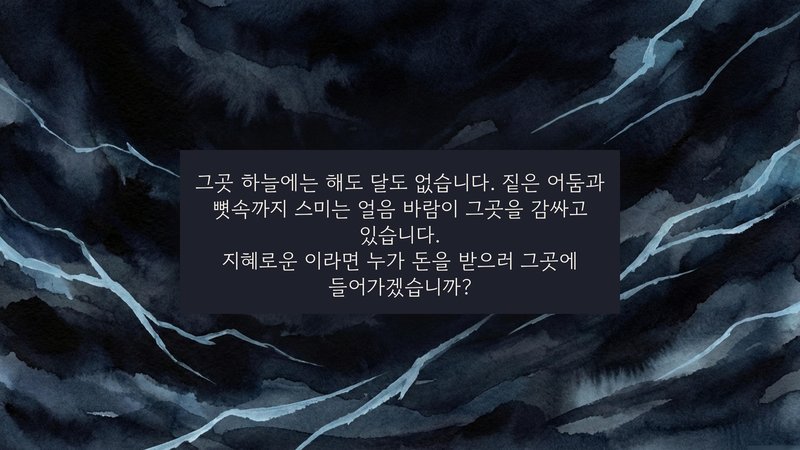 그곳 하늘에는 해도 달도 없습니다. 짙은 어둠과
뼛속까지 스미는 얼음 바람이 그곳을 감싸고
있습니다.
지혜로운 이라면 누가 돈을 받으러 그곳에
들어가겠습니까?